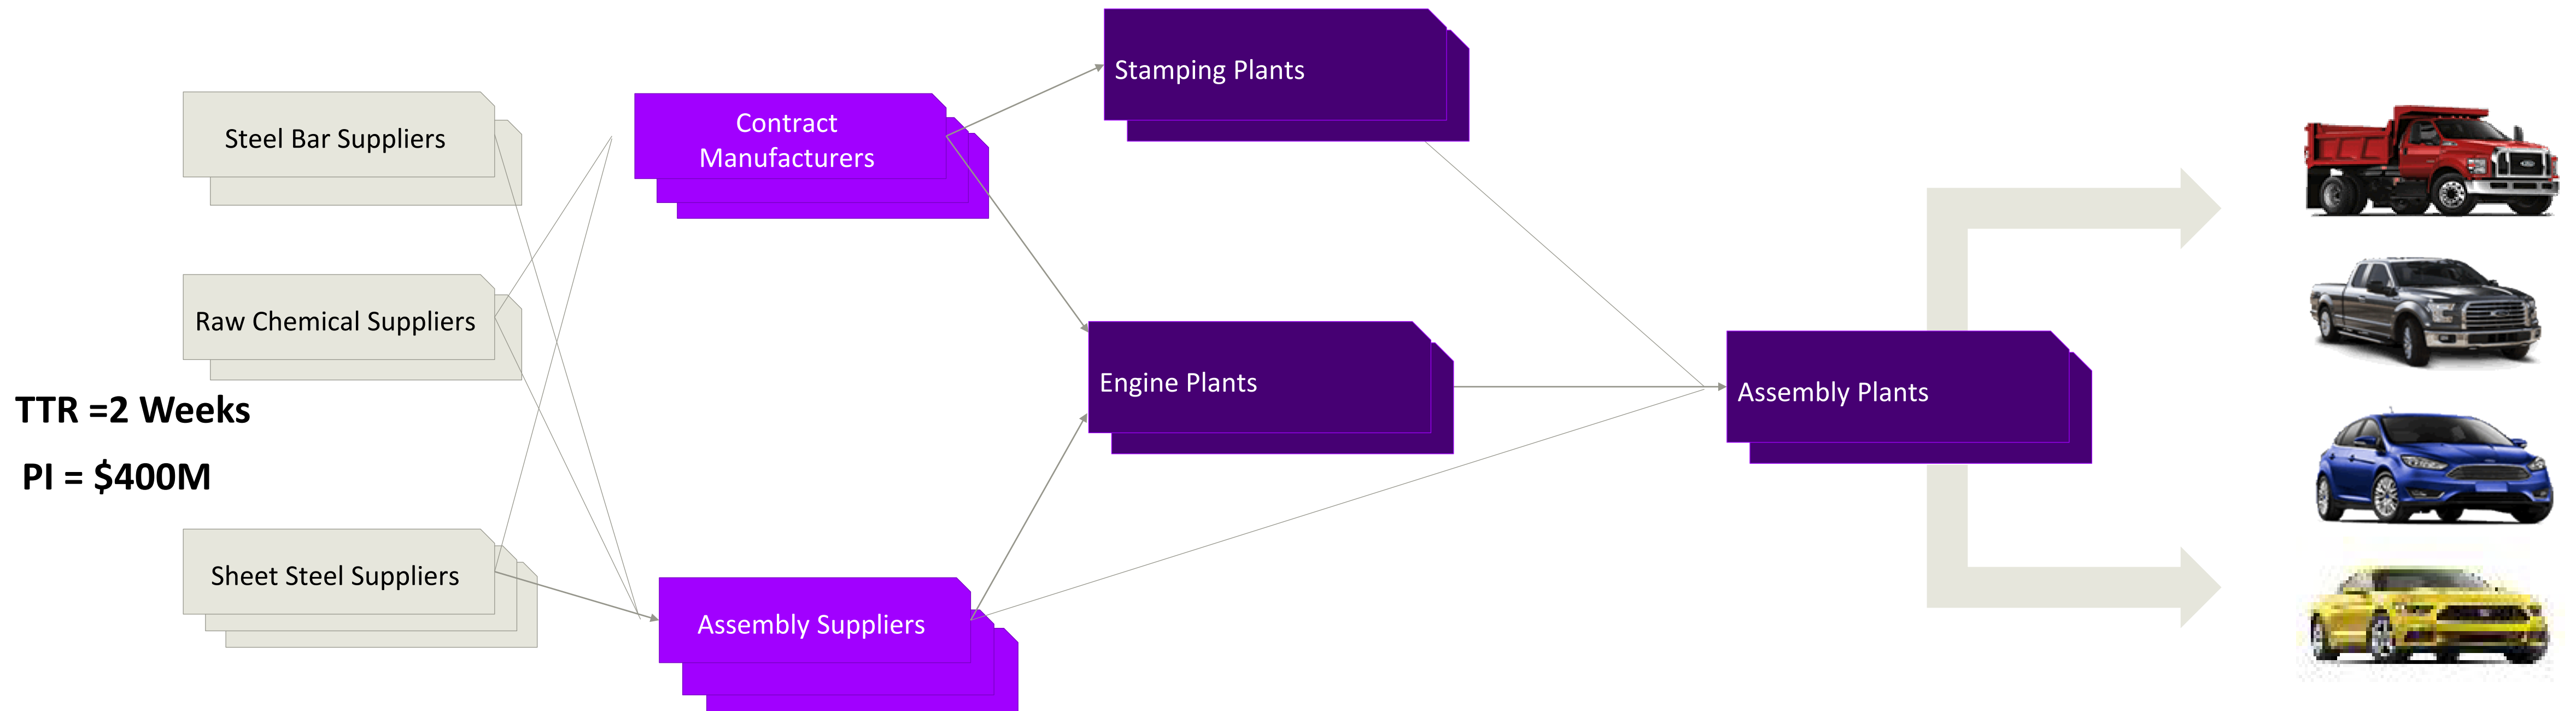 Steel Bar Suppliers
Raw Chemical Suppliers
TTR =2 Weeks
PI = $400M
Sheet Steel Suppliers
Contract
Manufacturers
Assembly Suppliers
Stamping Plants
Engine Plants
Assembly Plants